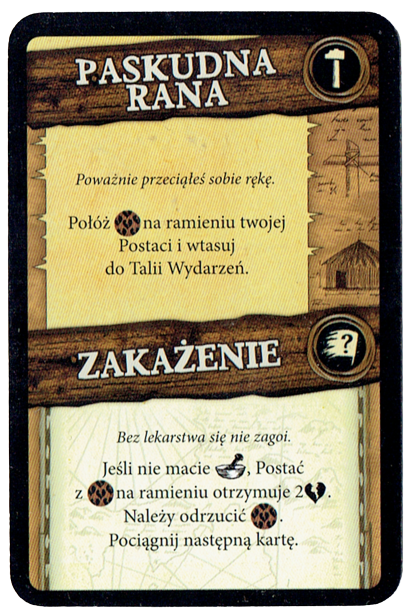 PASKUDNA
RANA
Poważnie przeciąłeś sobie rękę.
Połóż na ramieniu twojej
Postaci i wtasuj
do Talii Wydarzeń.
?
ZAKAŻENIE
Bez lekarstwa się nie zagoi.
Jeśli nie macie , Postać
z na ramieniu otrzymuje 2 .
Należy odrzucić .
Pociągnij następną kartę.